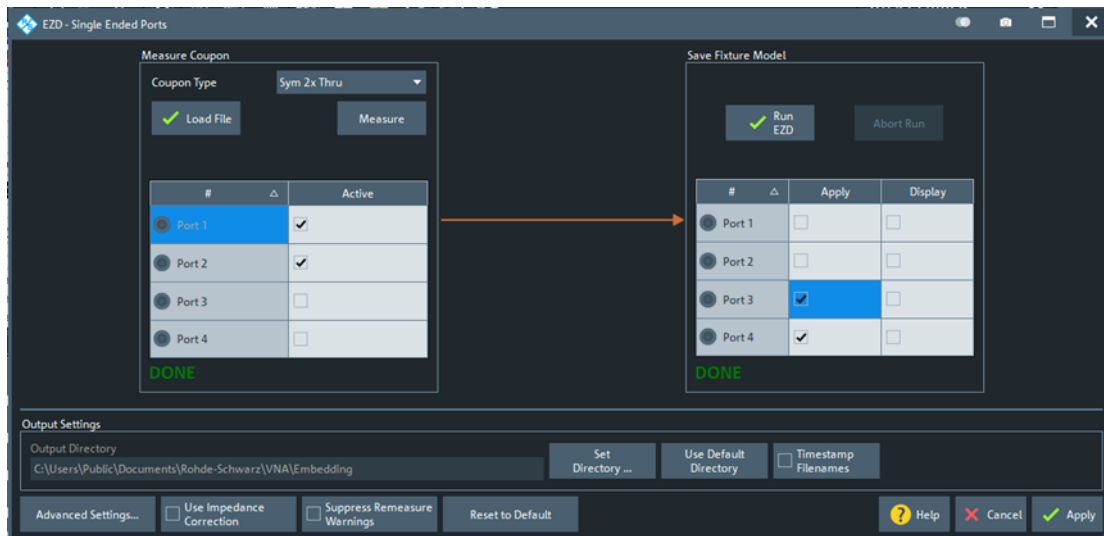 EZD - Single Ended Ports
Measure Coupon
Coupon Type
Sym 2x Thru
Load File
Measure
# Active
Port 1
Port 2
Port 3
Port 4
DONE
Save Fixture Model
Run
EZD
Abort Run
# Apply Display
Port 1
Port 2
Port 3
Port 4
DONE
Output Settings
Output Directory
C:\Users\Public\Documents\Rohde-Schwarz\VNA\Embedding
Set
Directory ...
Use Default
Directory
Timestamp
Filenames
Advanced Settings...
Use Impedance
Correction
Suppress Remeasure
Warnings
Reset to Default
? Help
Cancel
Apply